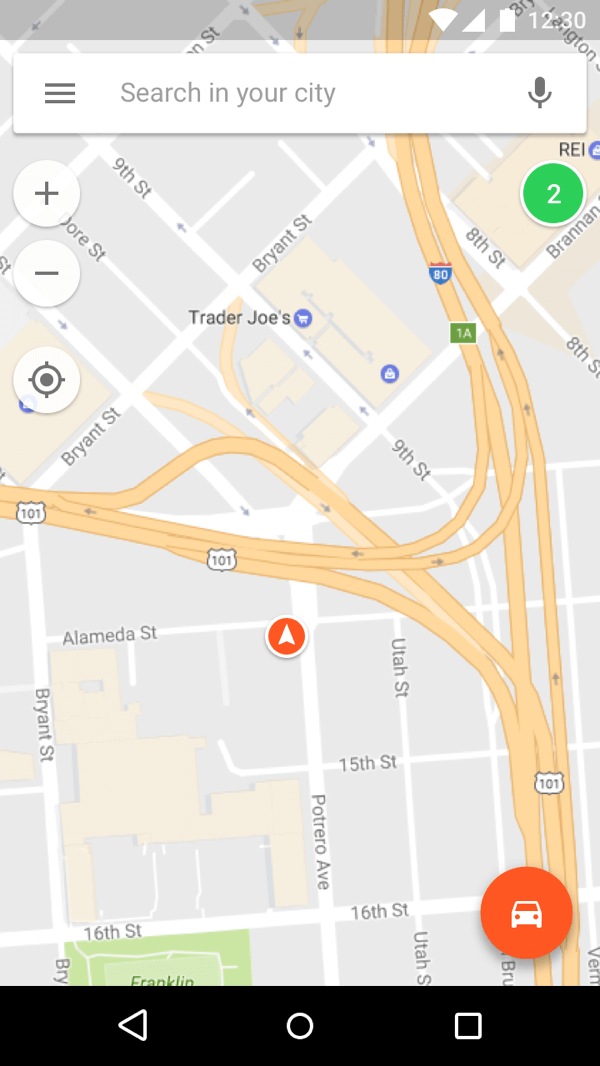 12:30
Search in your city
REI
9th St
2
Bryant St
8th St
Brannan
80
Trader Joe's
1A
8th St
Bryant St
9th St
101
101
Alameda St
Utah St
Bryant St
15th St
101
Potrero Ave
16th St
16th St
Utah S
Bry
Bru
Franklin